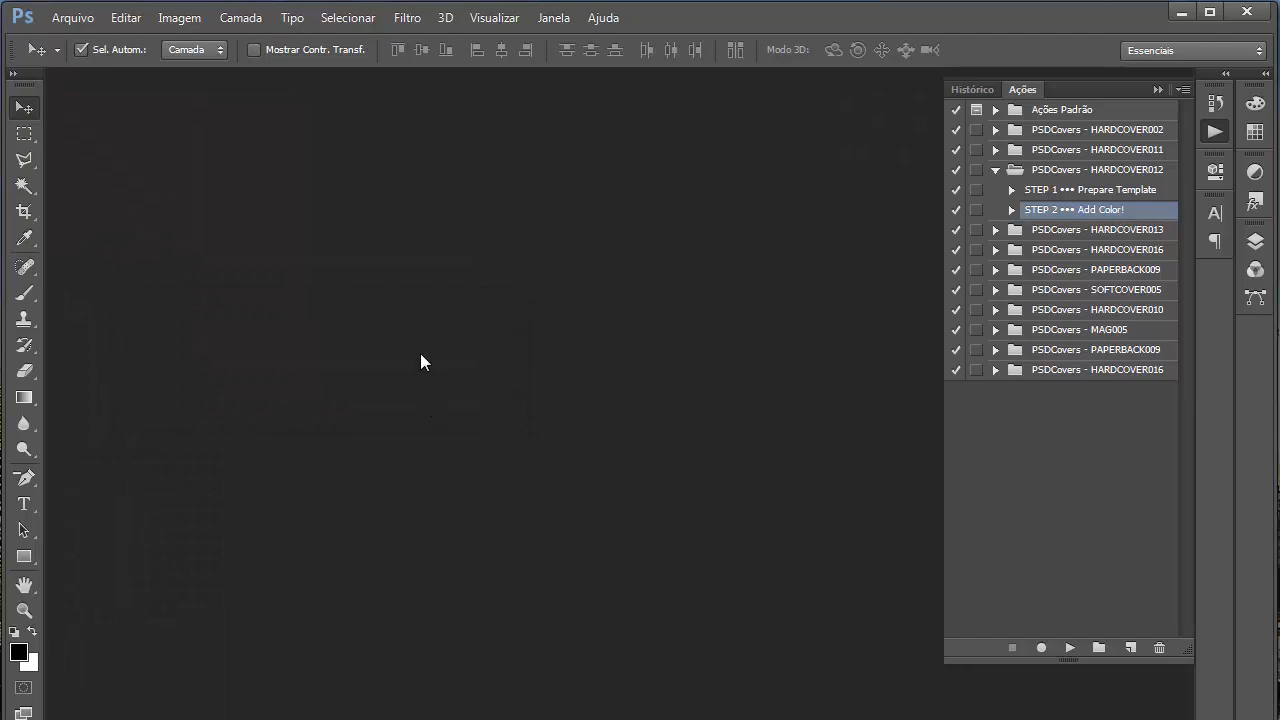 Ps Arquivo Editar Imagem Camada Tipo Selecionar Filtro 3D Visualizar Janela Ajuda
Sel. Autom.: Camada Mostrar Contr. Transf. Modo 3D: Essenciais
Histórico Ações
Ações Padrão
PSDCovers - HARDCOVER002
PSDCovers - HARDCOVER011
PSDCovers - HARDCOVER012
STEP 1 ••• Prepare Template
STEP 2 ••• Add Color!
PSDCovers - HARDCOVER013
PSDCovers - HARDCOVER016
PSDCovers - PAPERBACK009
PSDCovers - SOFTCOVER005
PSDCovers - HARDCOVER010
PSDCovers - MAG005
PSDCovers - PAPERBACK009
PSDCovers - HARDCOVER016